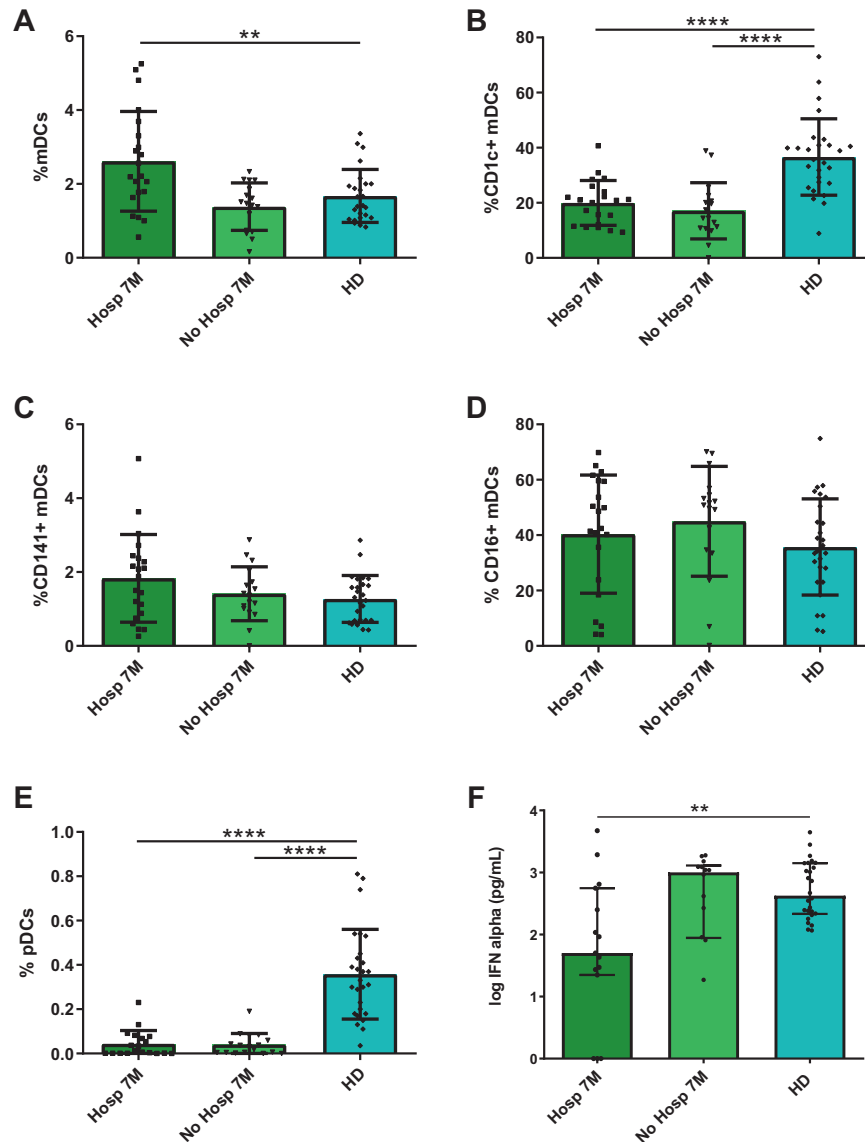 A
%mDCs
6
4
2
0
**
Hosp 7M
No Hosp 7M
HD
B
%CD1c+ mDCs
80
60
40
20
0
****
****
Hosp 7M
No Hosp 7M
HD
C
%CD141+ mDCs
6
4
2
0
Hosp 7M
No Hosp 7M
HD
D
% CD16+ mDCs
80
60
40
20
0
Hosp 7M
No Hosp 7M
HD
E
% pDCs
1.0
0.8
0.6
0.4
0.2
0.0
****
****
Hosp 7M
No Hosp 7M
HD
F
log IFN alpha (pg/mL)
4
3
2
1
0
**
Hosp 7M
No Hosp 7M
HD